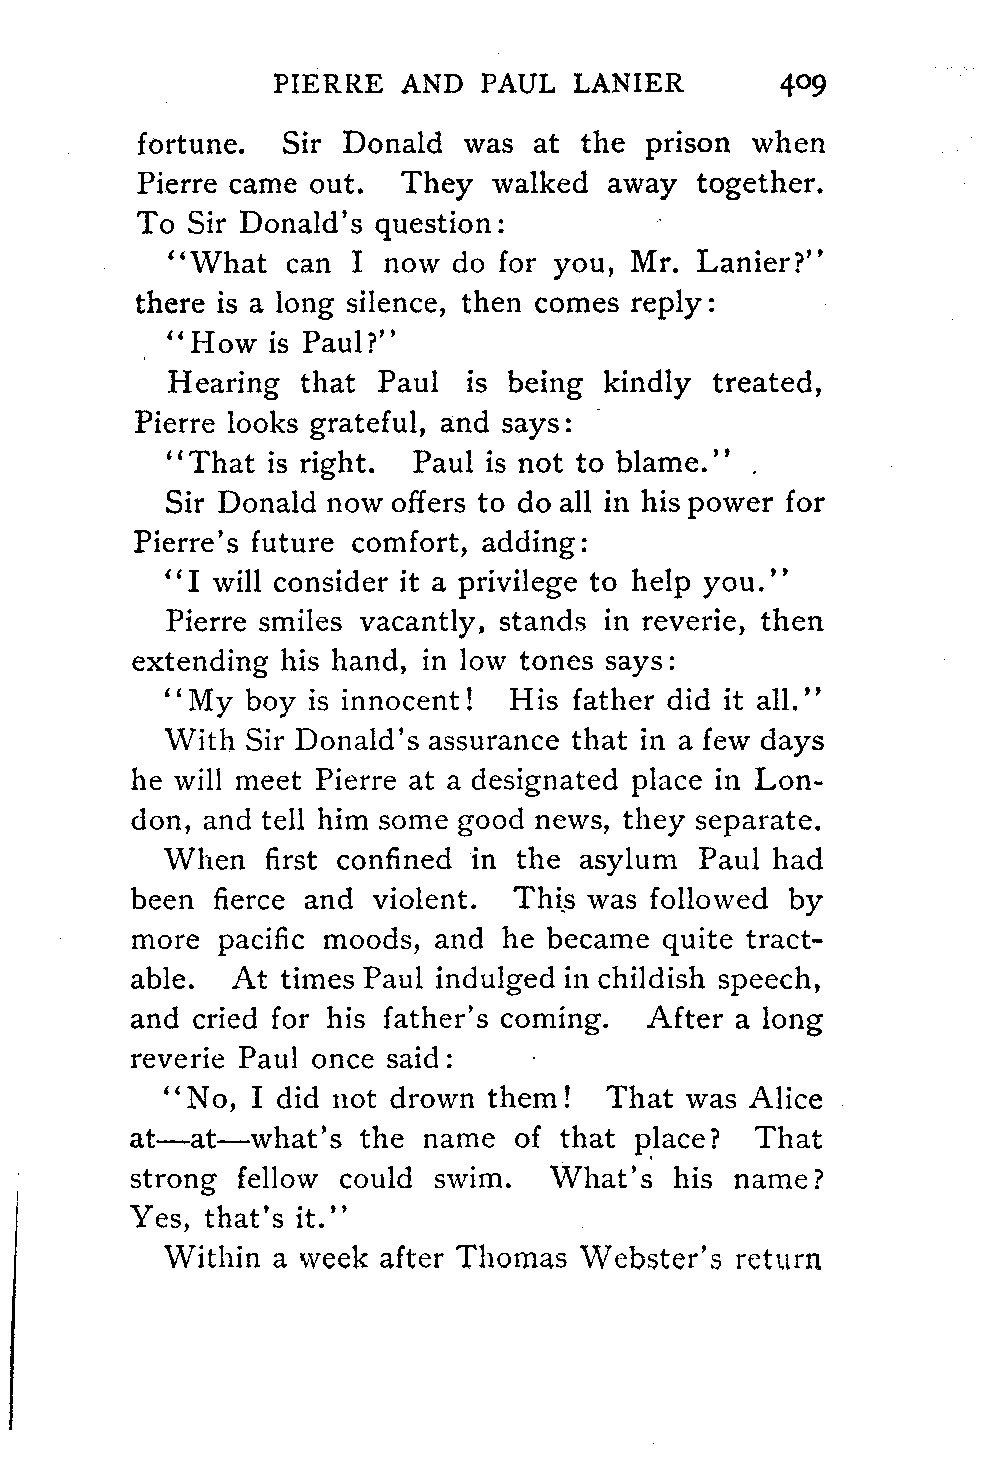 PIERRE AND PAUL LANIER 409
fortune. Sir Donald was at the prison when
Pierre came out. They walked away together.
To Sir Donald's question:
"What can I now do for you, Mr. Lanier?"
there is a long silence, then comes reply:
"How is Paul?"
Hearing that Paul is being kindly treated,
Pierre looks grateful, and says:
"That is right. Paul is not to blame."
Sir Donald now offers to do all in his power for
Pierre's future comfort, adding:
"I will consider it a privilege to help you."
Pierre smiles vacantly, stands in reverie, then
extending his hand, in low tones says:
"My boy is innocent! His father did it all."
With Sir Donald's assurance that in a few days
he will meet Pierre at a designated place in Lon-
don, and tell him some good news, they separate.
When first confined in the asylum Paul had
been fierce and violent. This was followed by
more pacific moods, and he became quite tract-
able. At times Paul indulged in childish speech,
and cried for his father's coming. After a long
reverie Paul once said:
"No, I did not drown them! That was Alice
at—at—what's the name of that place? That
strong fellow could swim. What's his name?
Yes, that's it."
Within a week after Thomas Webster's return